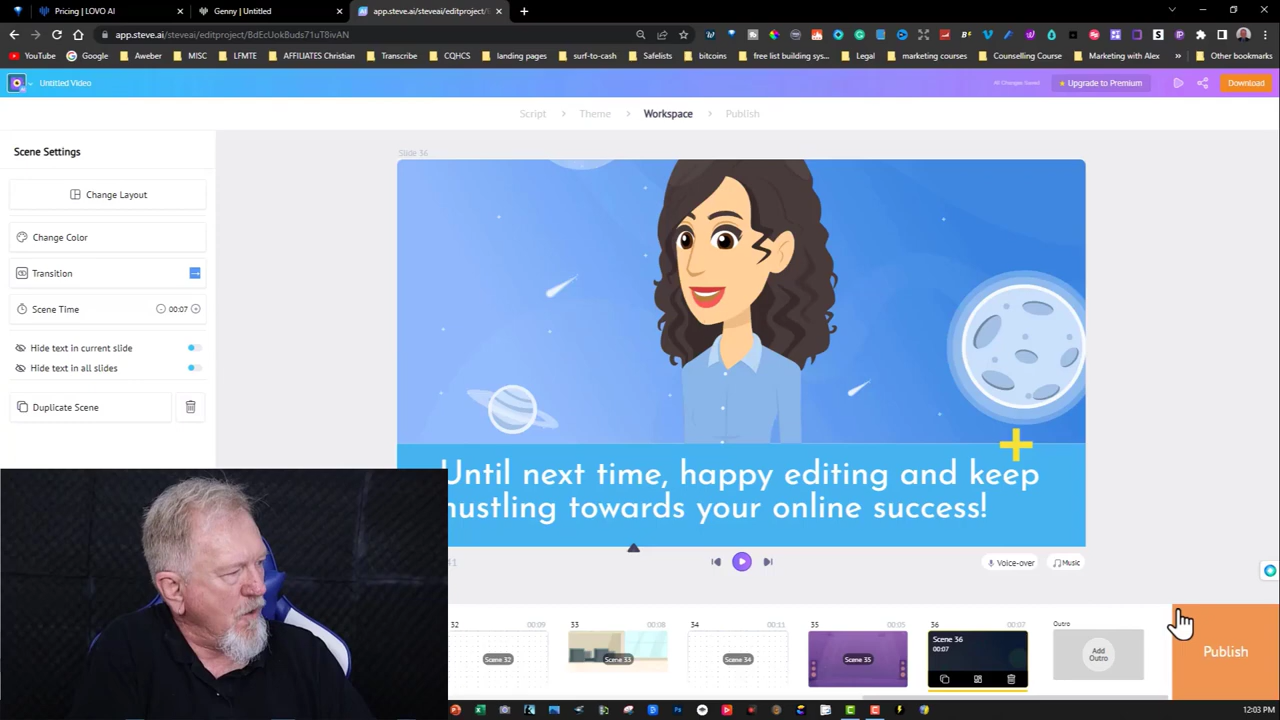 Pricing | LOVO AI
Genny | Untitled
app.steve.ai/steveai/editproject/
app.steve.ai/steveai/editproject/BdEcUokBuds71uT8ivAN
YouTube
Google
Aweber
MISC
LFMTE
AFFILIATES Christian
Transcribe
CQHCS
landing pages
surf-to-cash
Safelists
bitcoins
free list building sys...
Legal
marketing courses
Counselling Course
Marketing with Alex
Other bookmarks
Untitled Video
All Changes Saved
Upgrade to Premium
Download
Script
Theme
Workspace
Publish
Scene Settings
Slide 36
Change Layout
Change Color
Transition
Scene Time
00:07
Hide text in current slide
Hide text in all slides
Duplicate Scene
Until next time, happy editing and keep
hustling towards your online success!
Voice-over
Music
32 00:09
33 00:08
34 00:11
35 00:05
36 00:07
Outro
Scene 32
Scene 33
Scene 34
Scene 35
Scene 36
00:07
Add
Outro
Publish
12:03 PM